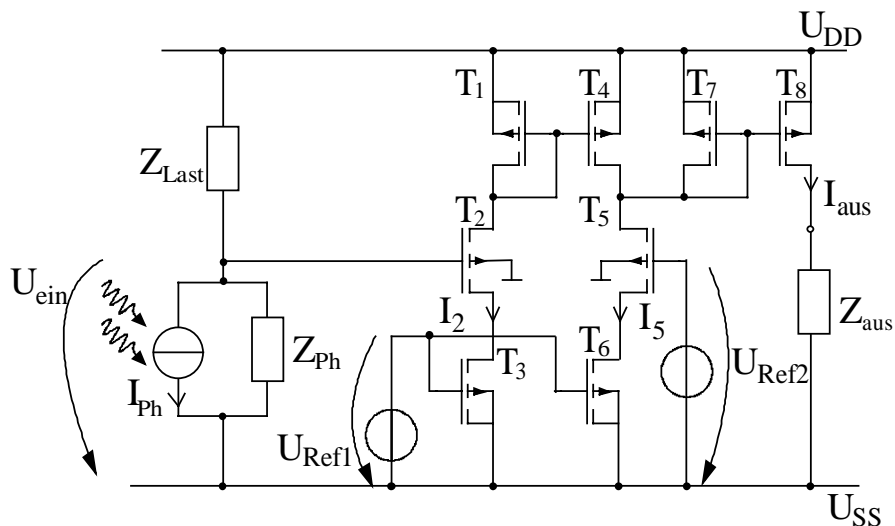 U_DD
T_1
T_4
T_7
T_8
Z_Last
I_aus
T_2
T_5
U_ein
I_2
I_5
Z_aus
Z_Ph
T_3
T_6
U_Ref2
I_Ph
U_Ref1
U_SS